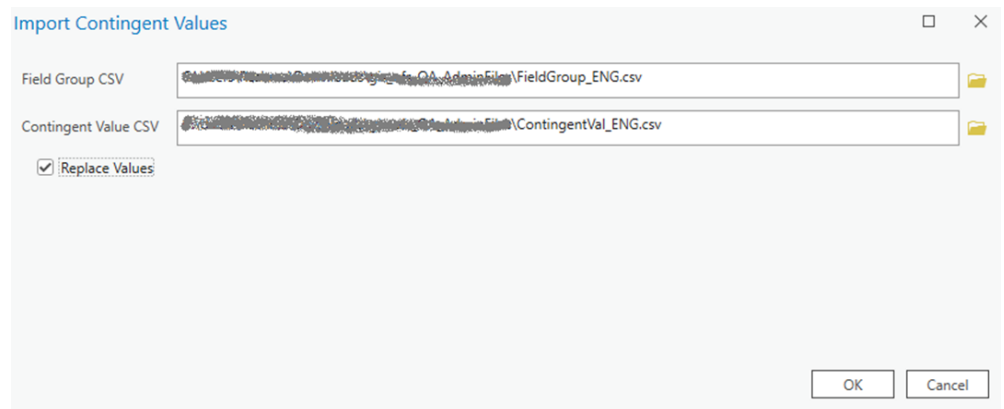 Import Contingent Values
Field Group CSV
\FieldGroup_ENG.csv
Contingent Value CSV
\ContingentVal_ENG.csv
Replace Values
OK
Cancel